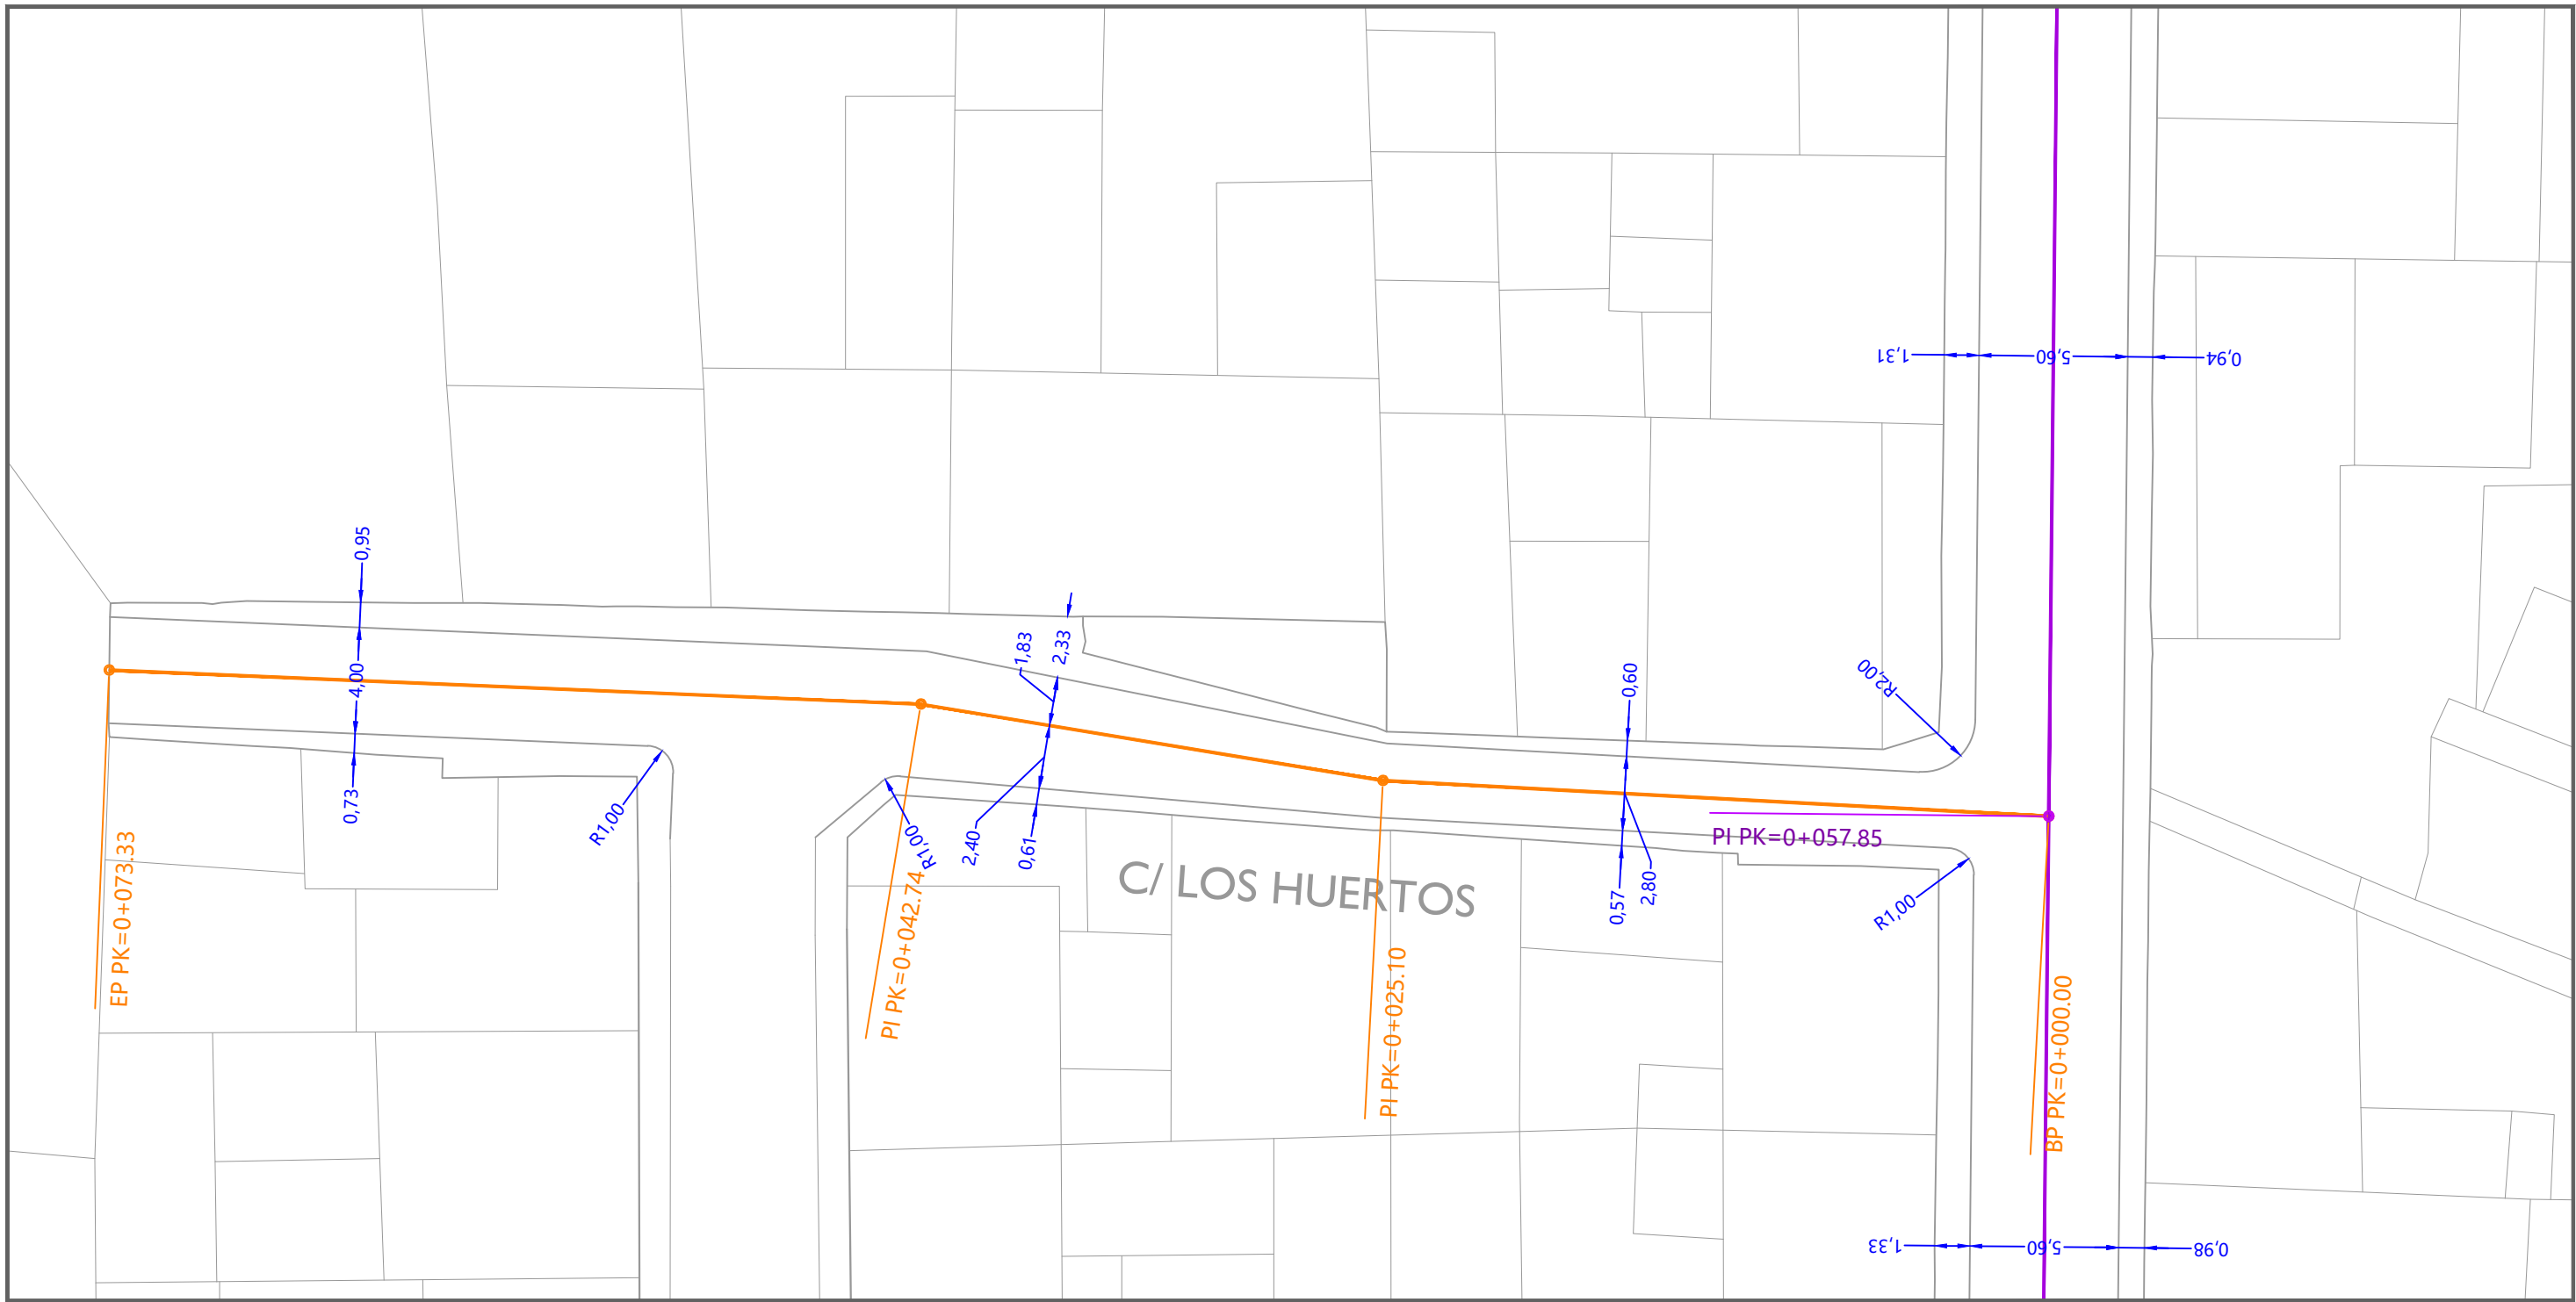 1,31
5,60
0,94
0,95
4,00
0,73
R1,00
1,83
2,33
2,40
0,61
R1,00
0,60
0,57
2,80
R2,00
R1,00
PI PK=0+057.85
C/ LOS HUERTOS
EP PK=0+073.33
PI PK=0+042.74
PI PK=0+025.10
BP PK=0+000.00
1,33
5,60
0,98